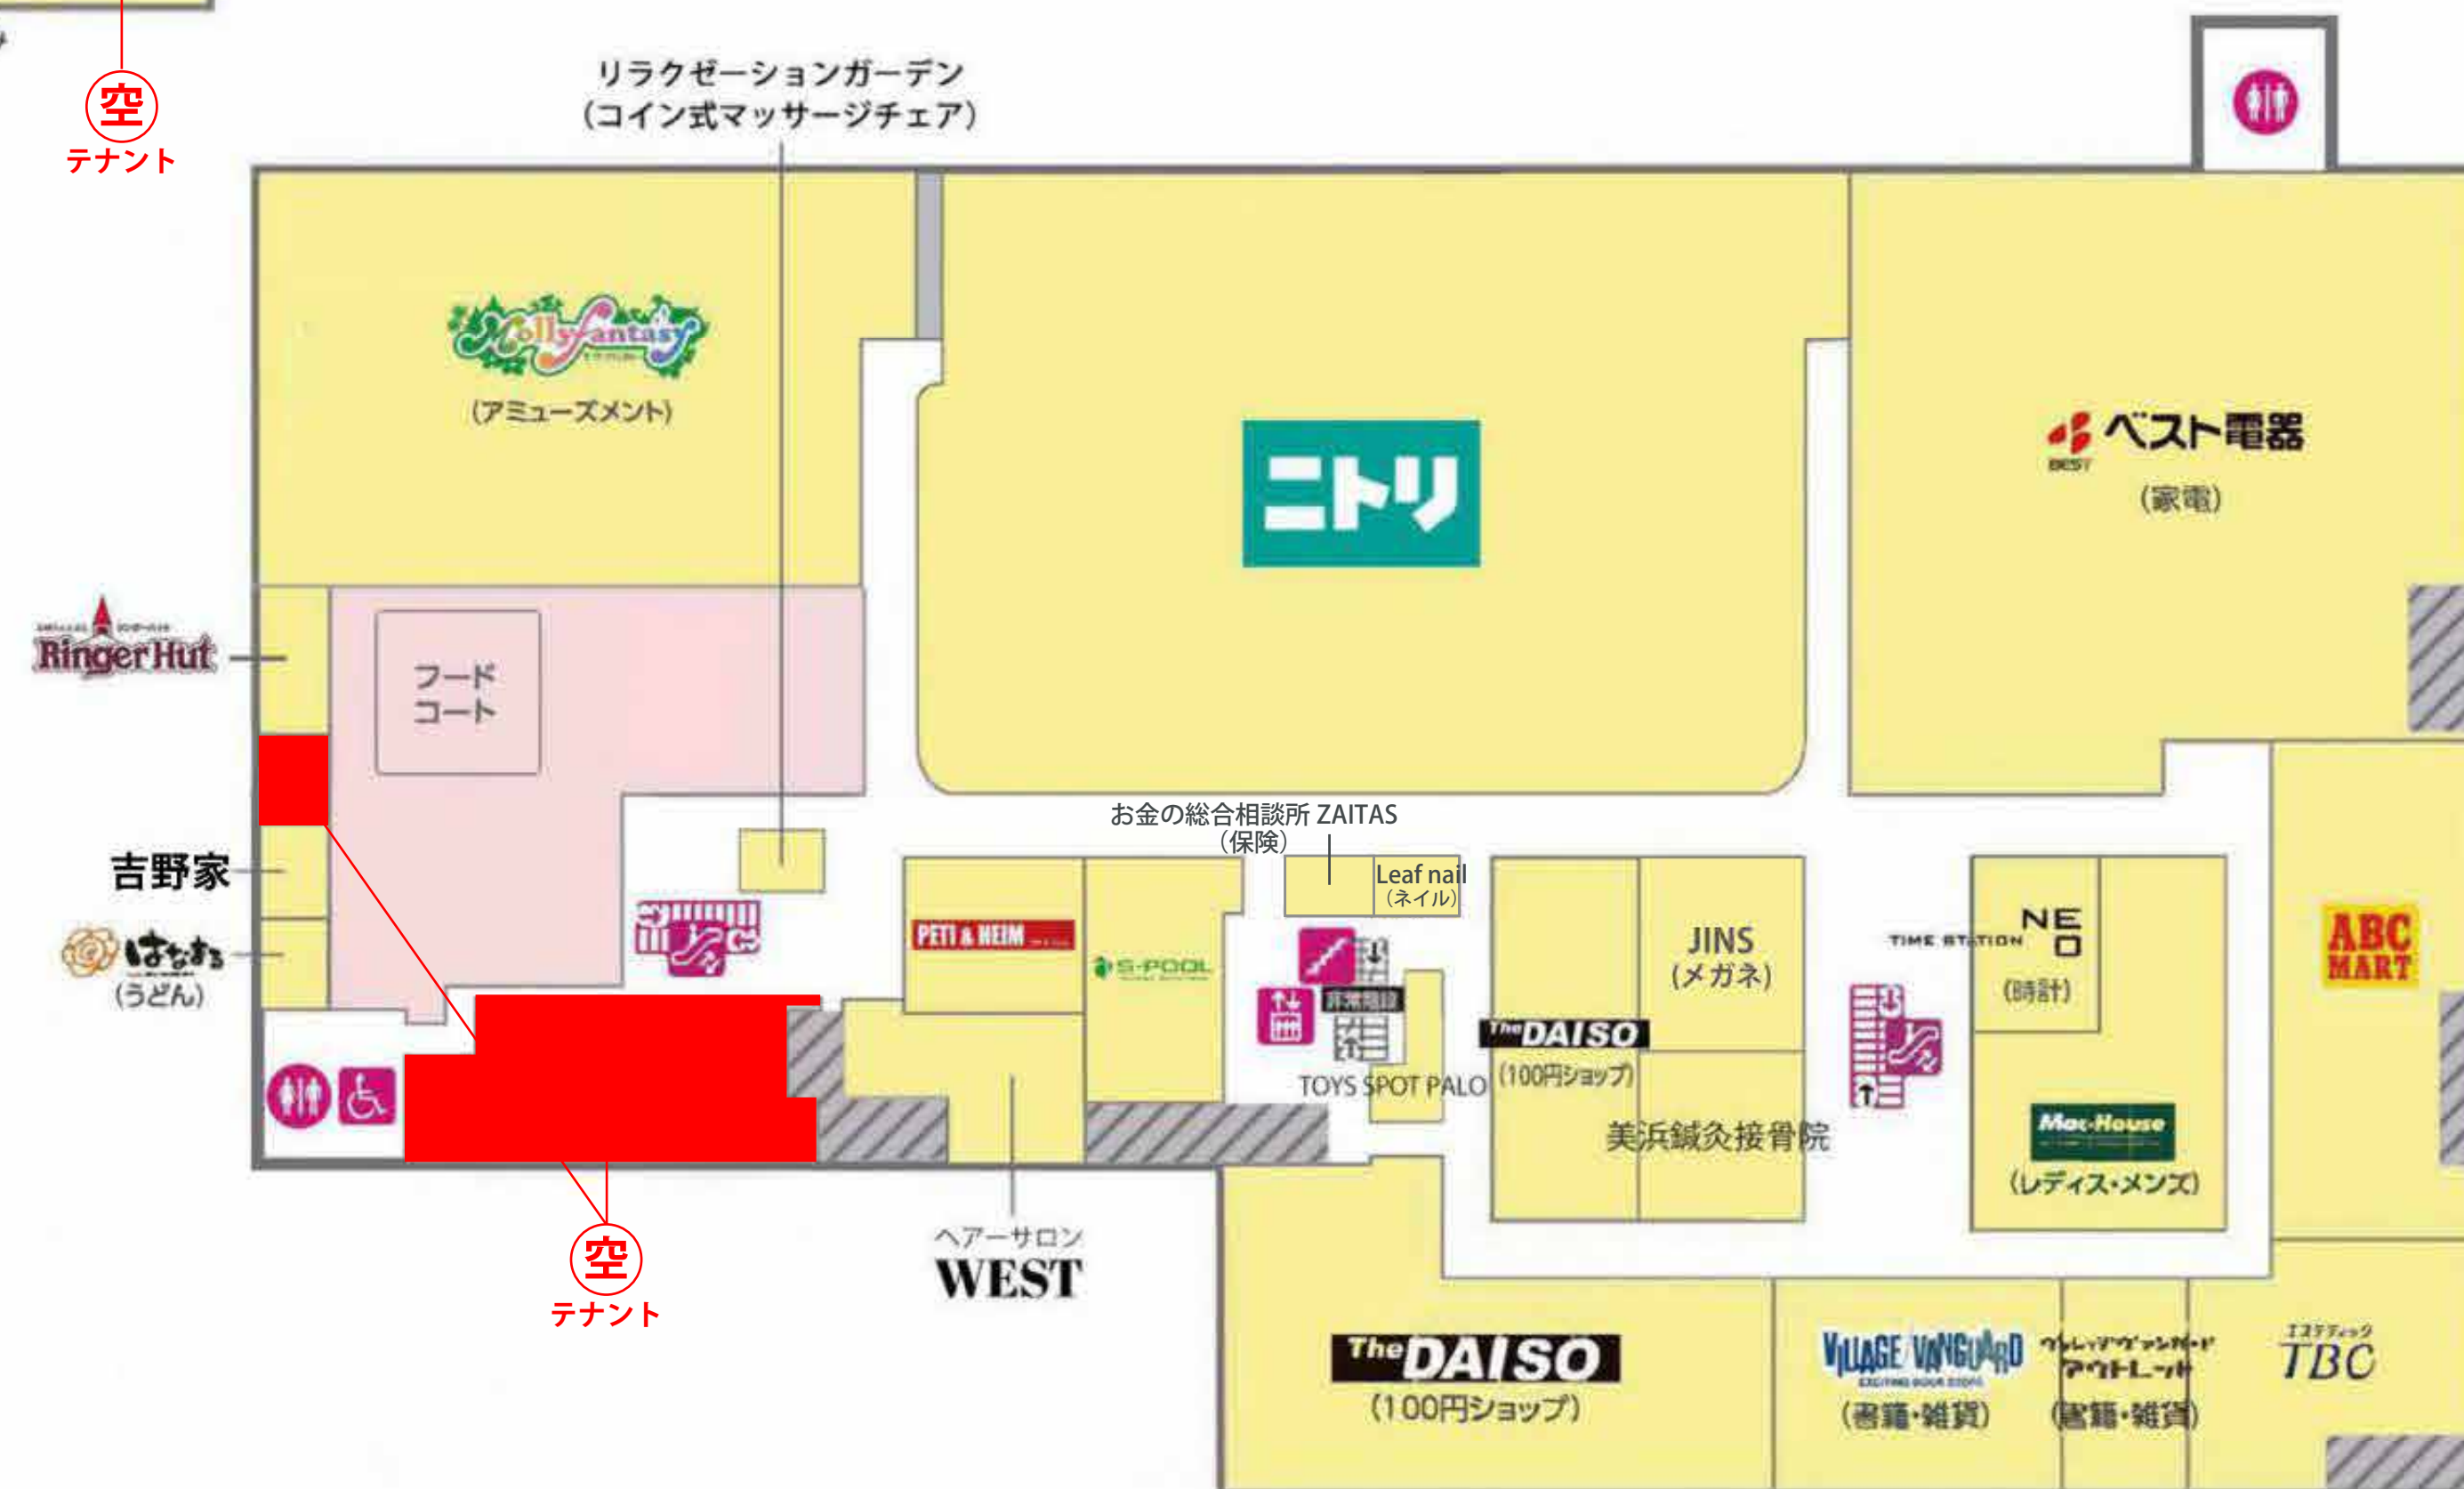 空
テナント
リラクゼーションガーデン
(コイン式マッサージチェア)
Mollyfantasy
(アミューズメント)
ニトリ
BEST
ベスト電器
(家電)
RingerHut
フード
コート
吉野家
はなまる
(うどん)
お金の総合相談所 ZAITAS
(保険)
Leaf nail
(ネイル)
PETI & HEIM
S-POOL
非常階段
TOYS SPOT PALO
The DAISO
(100円ショップ)
JINS
(メガネ)
美浜鍼灸接骨院
TIME STATION NEO
(時計)
Mac-House
(レディス・メンズ)
ABC
MART
空
テナント
ヘアーサロン
WEST
The DAISO
(100円ショップ)
VILLAGE/VANGUARD
EXCITING BOOK STORE
(書籍・雑貨)
ヴィレッジヴァンガード
アウトレット
(書籍・雑貨)
エステティック
TBC